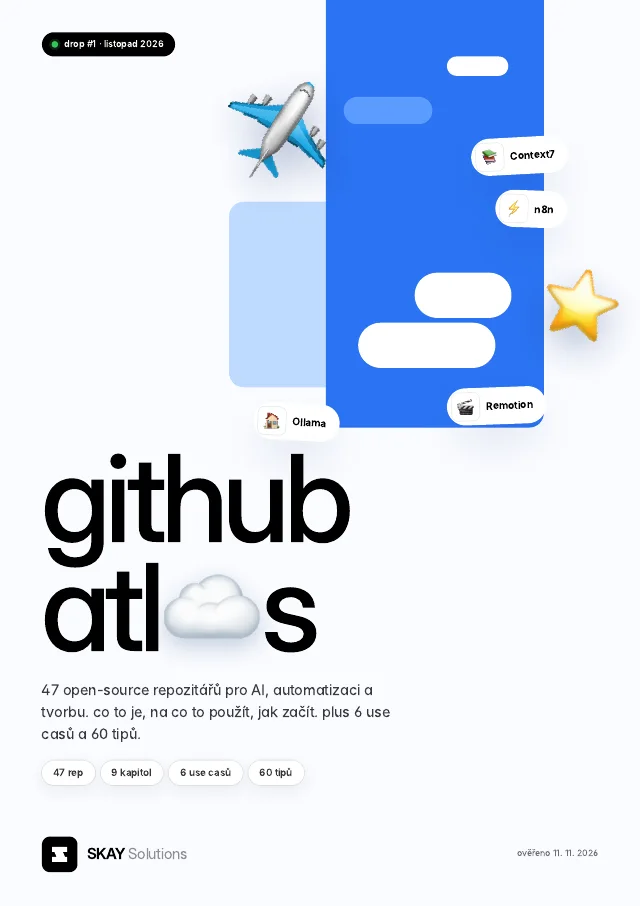 drop #1 · listopad 2026
Context7
n8n
Remotion
Ollama
github
atl s
47 open-source repozitářů pro AI, automatizaci a
tvorbu. co to je, na co to použít, jak začít. plus 6 use
casů a 60 tipů.
47 rep
9 kapitol
6 use casů
60 tipů
SKAY Solutions
ověřeno 11. 11. 2026